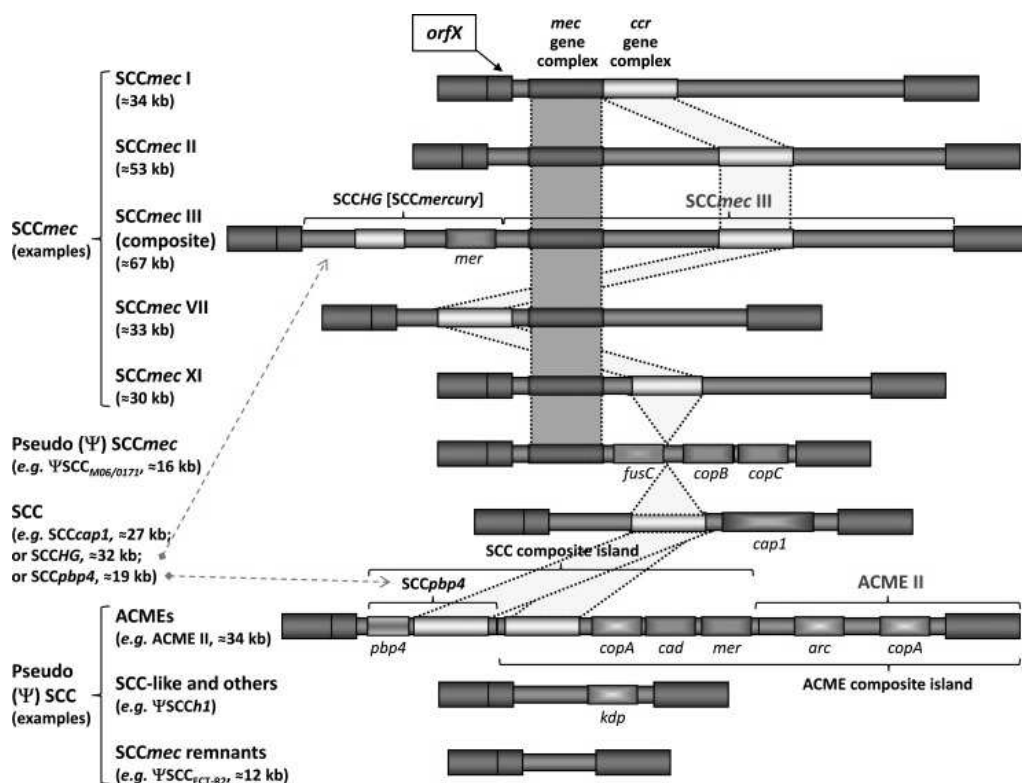 orfX
mec
gene
complex
ccr
gene
complex
SCCmec I
(≈34 kb)
SCCmec II
(≈53 kb)
SCCHG [SCCmercury]
SCCmec III
SCCmec
(examples)
SCCmec III
(composite)
≈67 kb)
mer
SCCmec VII
(≈33 kb)
SCCmec XI
(≈30 kb)
Pseudo (Ψ) SCCmec
(e.g. ΨSCCM06/0171, ≈16 kb)
fusC
copB
copC
SCC
(e.g. SCCcap1, ≈27 kb;
or SCCHG, ≈32 kb;
or SCCpbp4, ≈19 kb)
cap1
SCC composite island
SCCpbp4
ACME II
ACMEs
(e.g. ACME II, ≈34 kb)
pbp4
copA
cad
mer
arc
copA
ACME composite island
Pseudo
(Ψ) SCC
(examples)
SCC-like and others
(e.g. ΨSCCh1)
kdp
SCCmec remnants
(e.g. ΨSCCECT-R2, ≈12 kb)